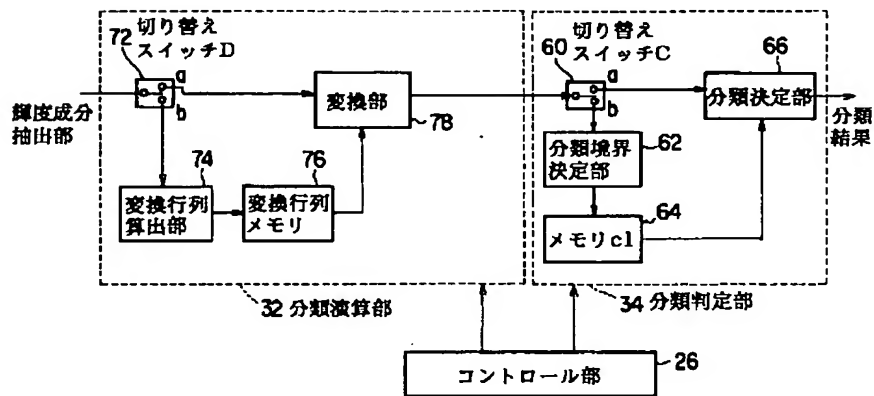 切り替え
スイッチD
72
a
b
輝度成分
抽出部
変換部
78
74
変換行列
算出部
76
変換行列
メモリ
32 分類演算部
切り替え
スイッチC
60
a
b
66
分類決定部
分類
結果
分類境界
決定部
62
64
メモリc1
34 分類判定部
コントロール部
26